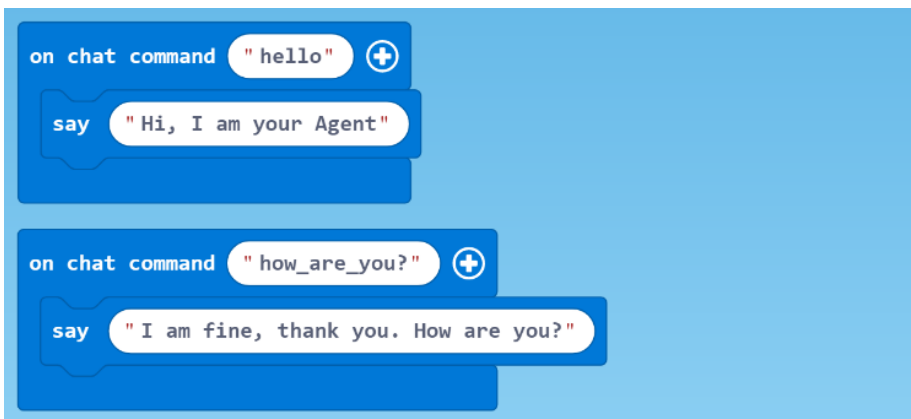 on chat command "hello"
say "Hi, I am your Agent"
on chat command "how_are_you?"
say "I am fine, thank you. How are you?"